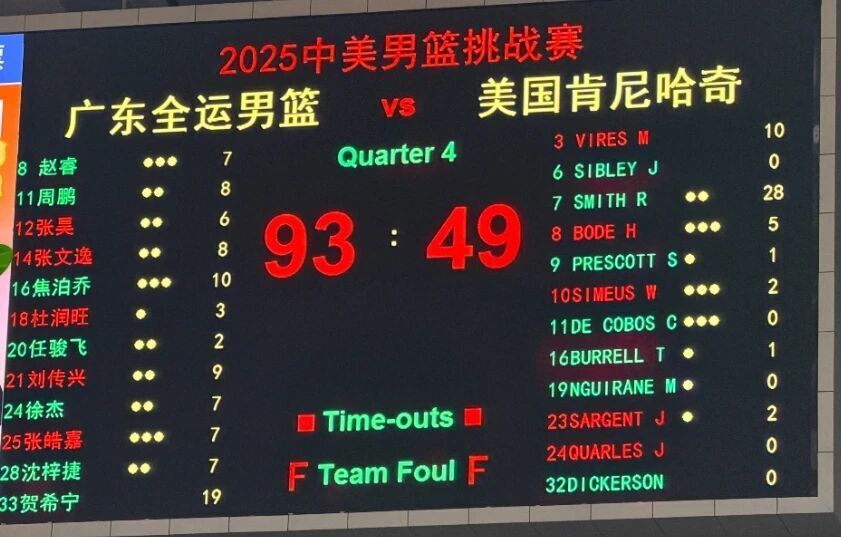 2025中美男篮挑战赛
广东全运男篮 vs 美国肯尼哈奇
Quarter 4
93 : 49
8 赵睿 7
11周鹏 8
12张昊 6
14张文逸 8
16焦泊乔 10
18杜润旺 3
20任骏飞 2
21刘传兴 9
24徐杰 7
25张皓嘉 7
28沈梓捷 7
33贺希宁 19
Time-outs
F Team Foul F
3 VIRES M 10
6 SIBLEY J 0
7 SMITH R 28
8 BODE H 5
9 PRESCOTT S 1
10SIMEUS W 2
11DE COBOS C 0
16BURRELL T 1
19NGUIRANE M 0
23SARGENT J 2
24QUARLES J 0
32DICKERSON 0